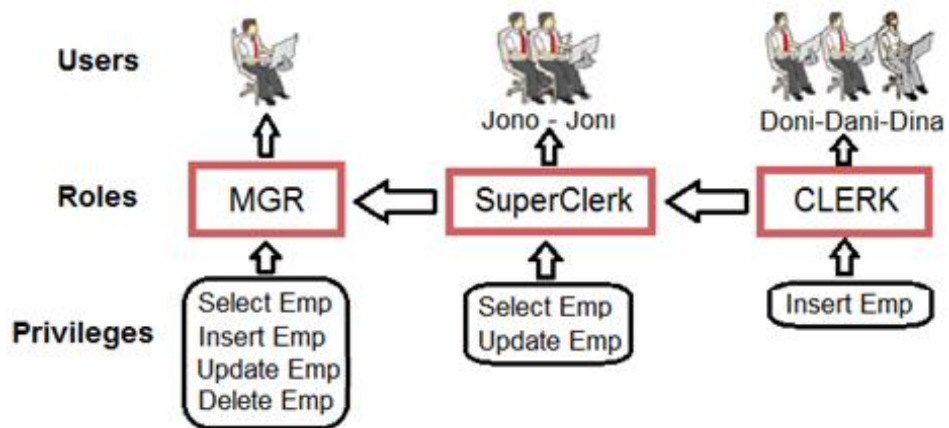 Users
Jono - Joni
Doni-Dani-Dina
Roles
MGR
SuperClerk
CLERK
Privileges
Select Emp
Insert Emp
Update Emp
Delete Emp
Select Emp
Update Emp
Insert Emp